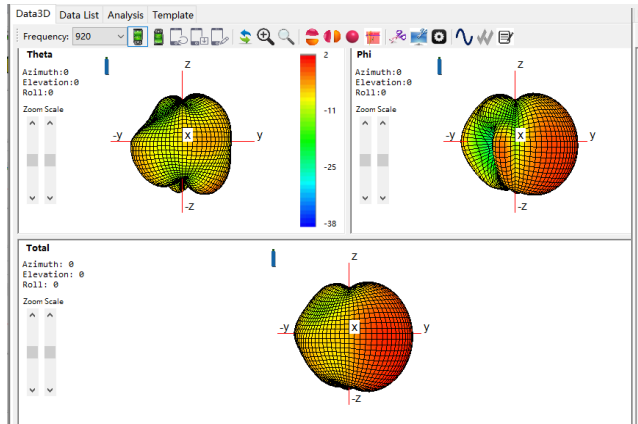 Data3D Data List Analysis Template
Frequency: 920
Theta
Azimuth:0
Elevation:0
Roll:0
Zoom Scale
z
-y x y
-z
2
-11
-25
-38
Phi
Azimuth:0
Elevation:0
Roll:0
Zoom Scale
z
-y x y
-z
Total
Azimuth: 0
Elevation: 0
Roll: 0
Zoom Scale
z
-y x y
-z